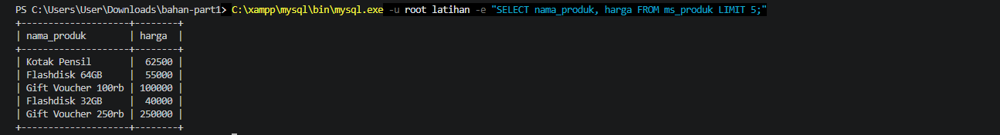 PS C:\Users\User\Downloads\bahan-part1> C:\xampp\mysql\bin\mysql.exe -u root latihan -e "SELECT nama_produk, harga FROM ms_produk LIMIT 5;"
+--------------------+--------+
| nama_produk        | harga  |
+--------------------+--------+
| Kotak Pensil       |  62500 |
| Flashdisk 64GB     |  55000 |
| Gift Voucher 100rb | 100000 |
| Flashdisk 32GB     |  40000 |
| Gift Voucher 250rb | 250000 |
+--------------------+--------+